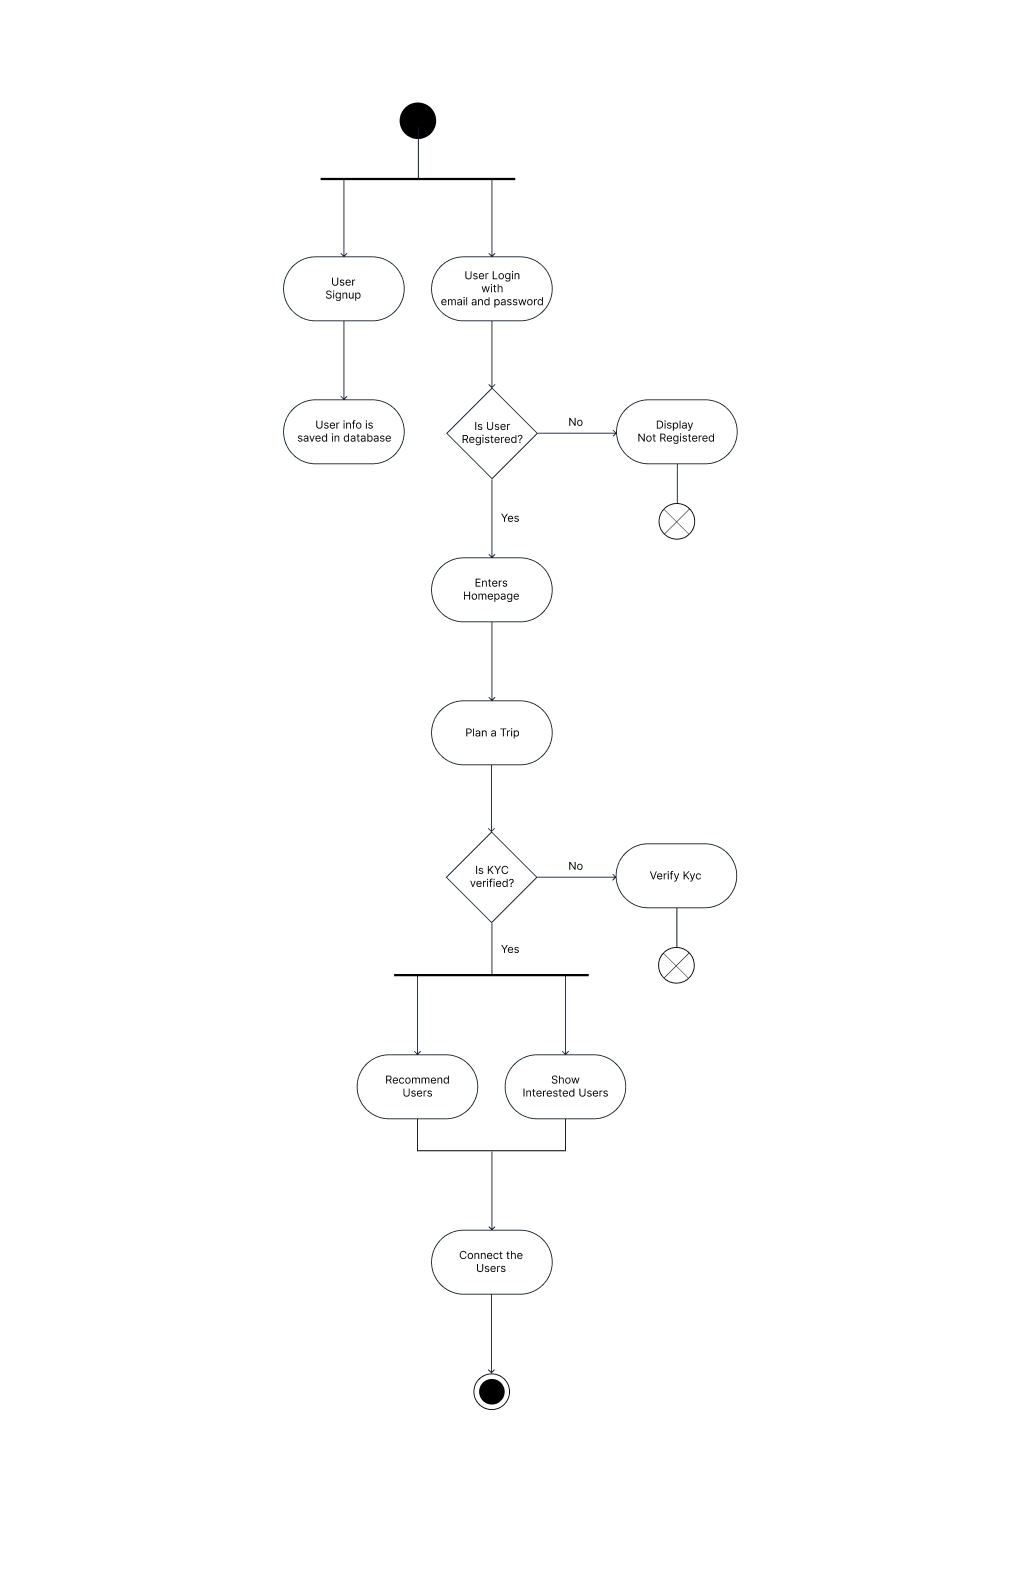 User
Signup
User Login
with
email and password
User info is
saved in database
Is User
Registered?
No
Display
Not Registered
Yes
Enters
Homepage
Plan a Trip
Is KYC
verified?
No
Verify Kyc
Yes
Recommend
Users
Show
Interested Users
Connect the
Users